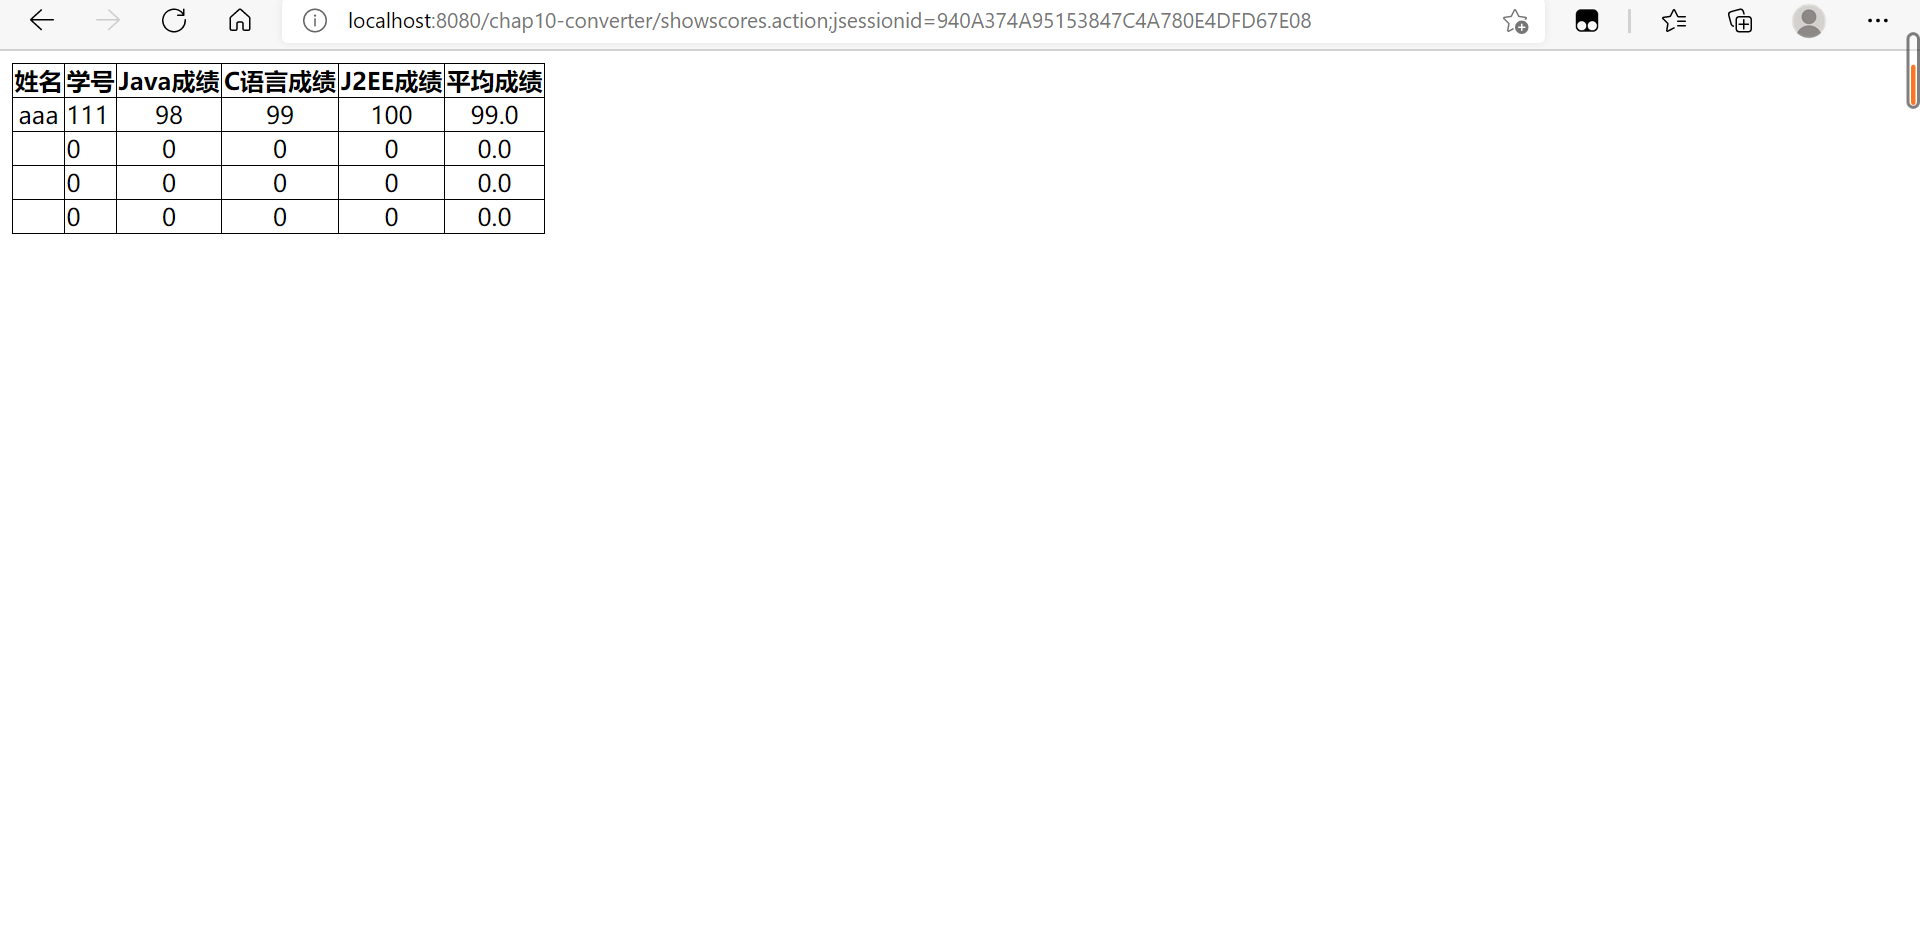 localhost:8080/chap10-converter/showscores.action;jsessionid=940A374A95153847C4A780E4DFD67E08
姓名 学号 Java成绩 C语言成绩 J2EE成绩 平均成绩
aaa 111 98 99 100 99.0
0 0 0 0 0.0
0 0 0 0 0.0
0 0 0 0 0.0